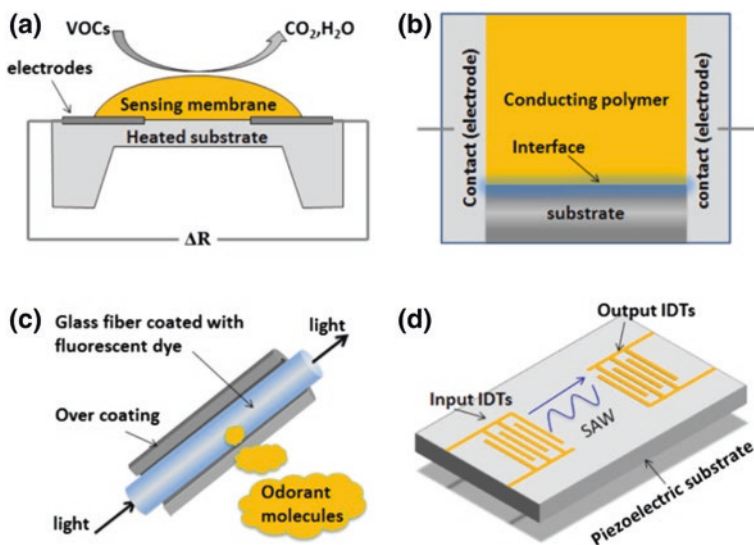 (a)
VOCs
CO2,H2O
electrodes
Sensing membrane
Heated substrate
ΔR
(b)
Contact (electrode)
Conducting polymer
Interface
substrate
contact (electrode)
(c)
Glass fiber coated with
fluorescent dye
light
Over coating
Odorant
molecules
light
(d)
Output IDTs
Input IDTs
SAW
Piezoelectric substrate